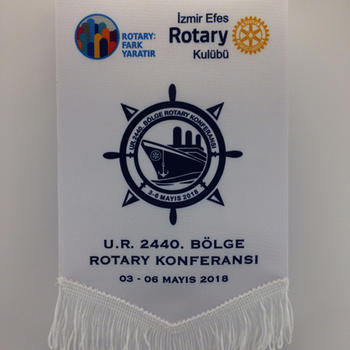 ROTARY:
FARK
YARATIR
İzmir Efes
Rotary
Kulübü
U.R. 2440. BÖLGE ROTARY KONFERANSI
3-6 MAYIS 2018
U.R. 2440. BÖLGE
ROTARY KONFERANSI
03 - 06 MAYIS 2018